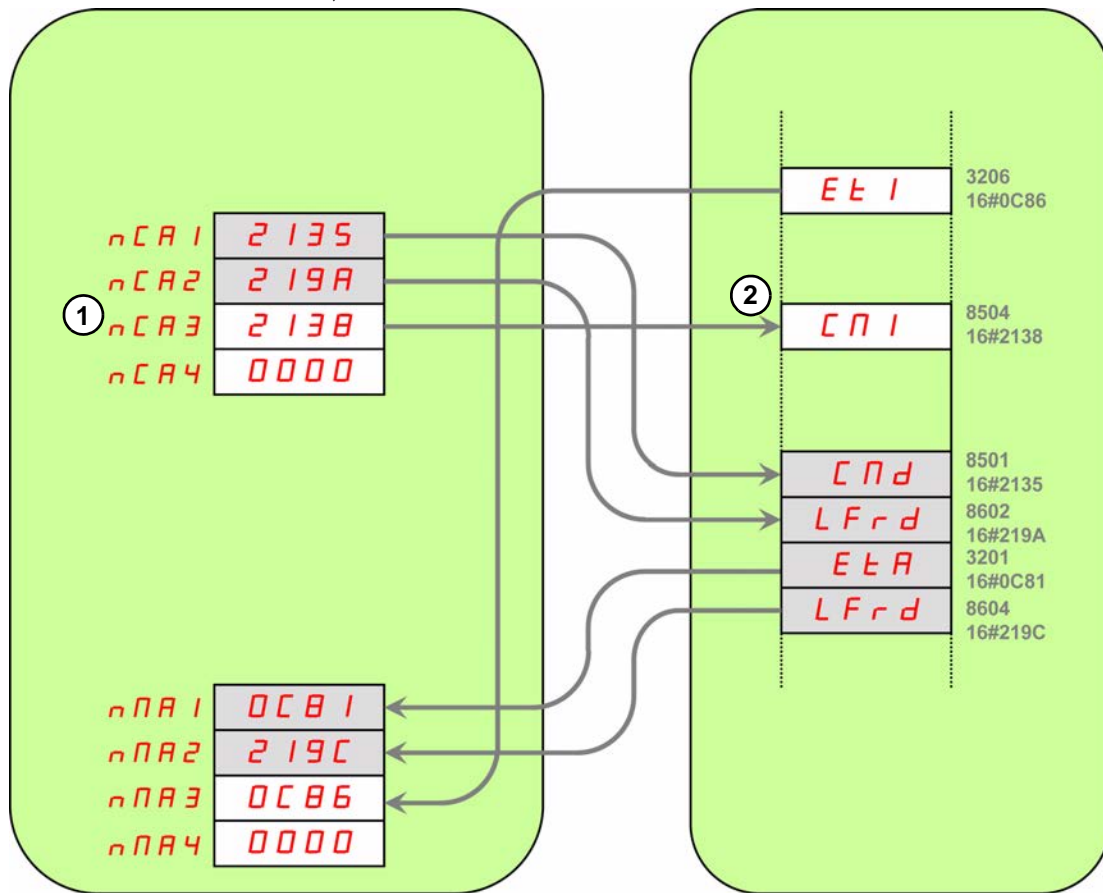 nCA1 2135
nCA2 219A
1 nCA3 2138
nCA4 0000
nMA1 0C81
nMA2 219C
nMA3 0C86
nMA4 0000
EtI 3206
16#0C86
2
CMI 8504
16#2138
CMd 8501
16#2135
LFrd 8602
16#219A
EtA 3201
16#0C81
LFrd 8604
16#219C